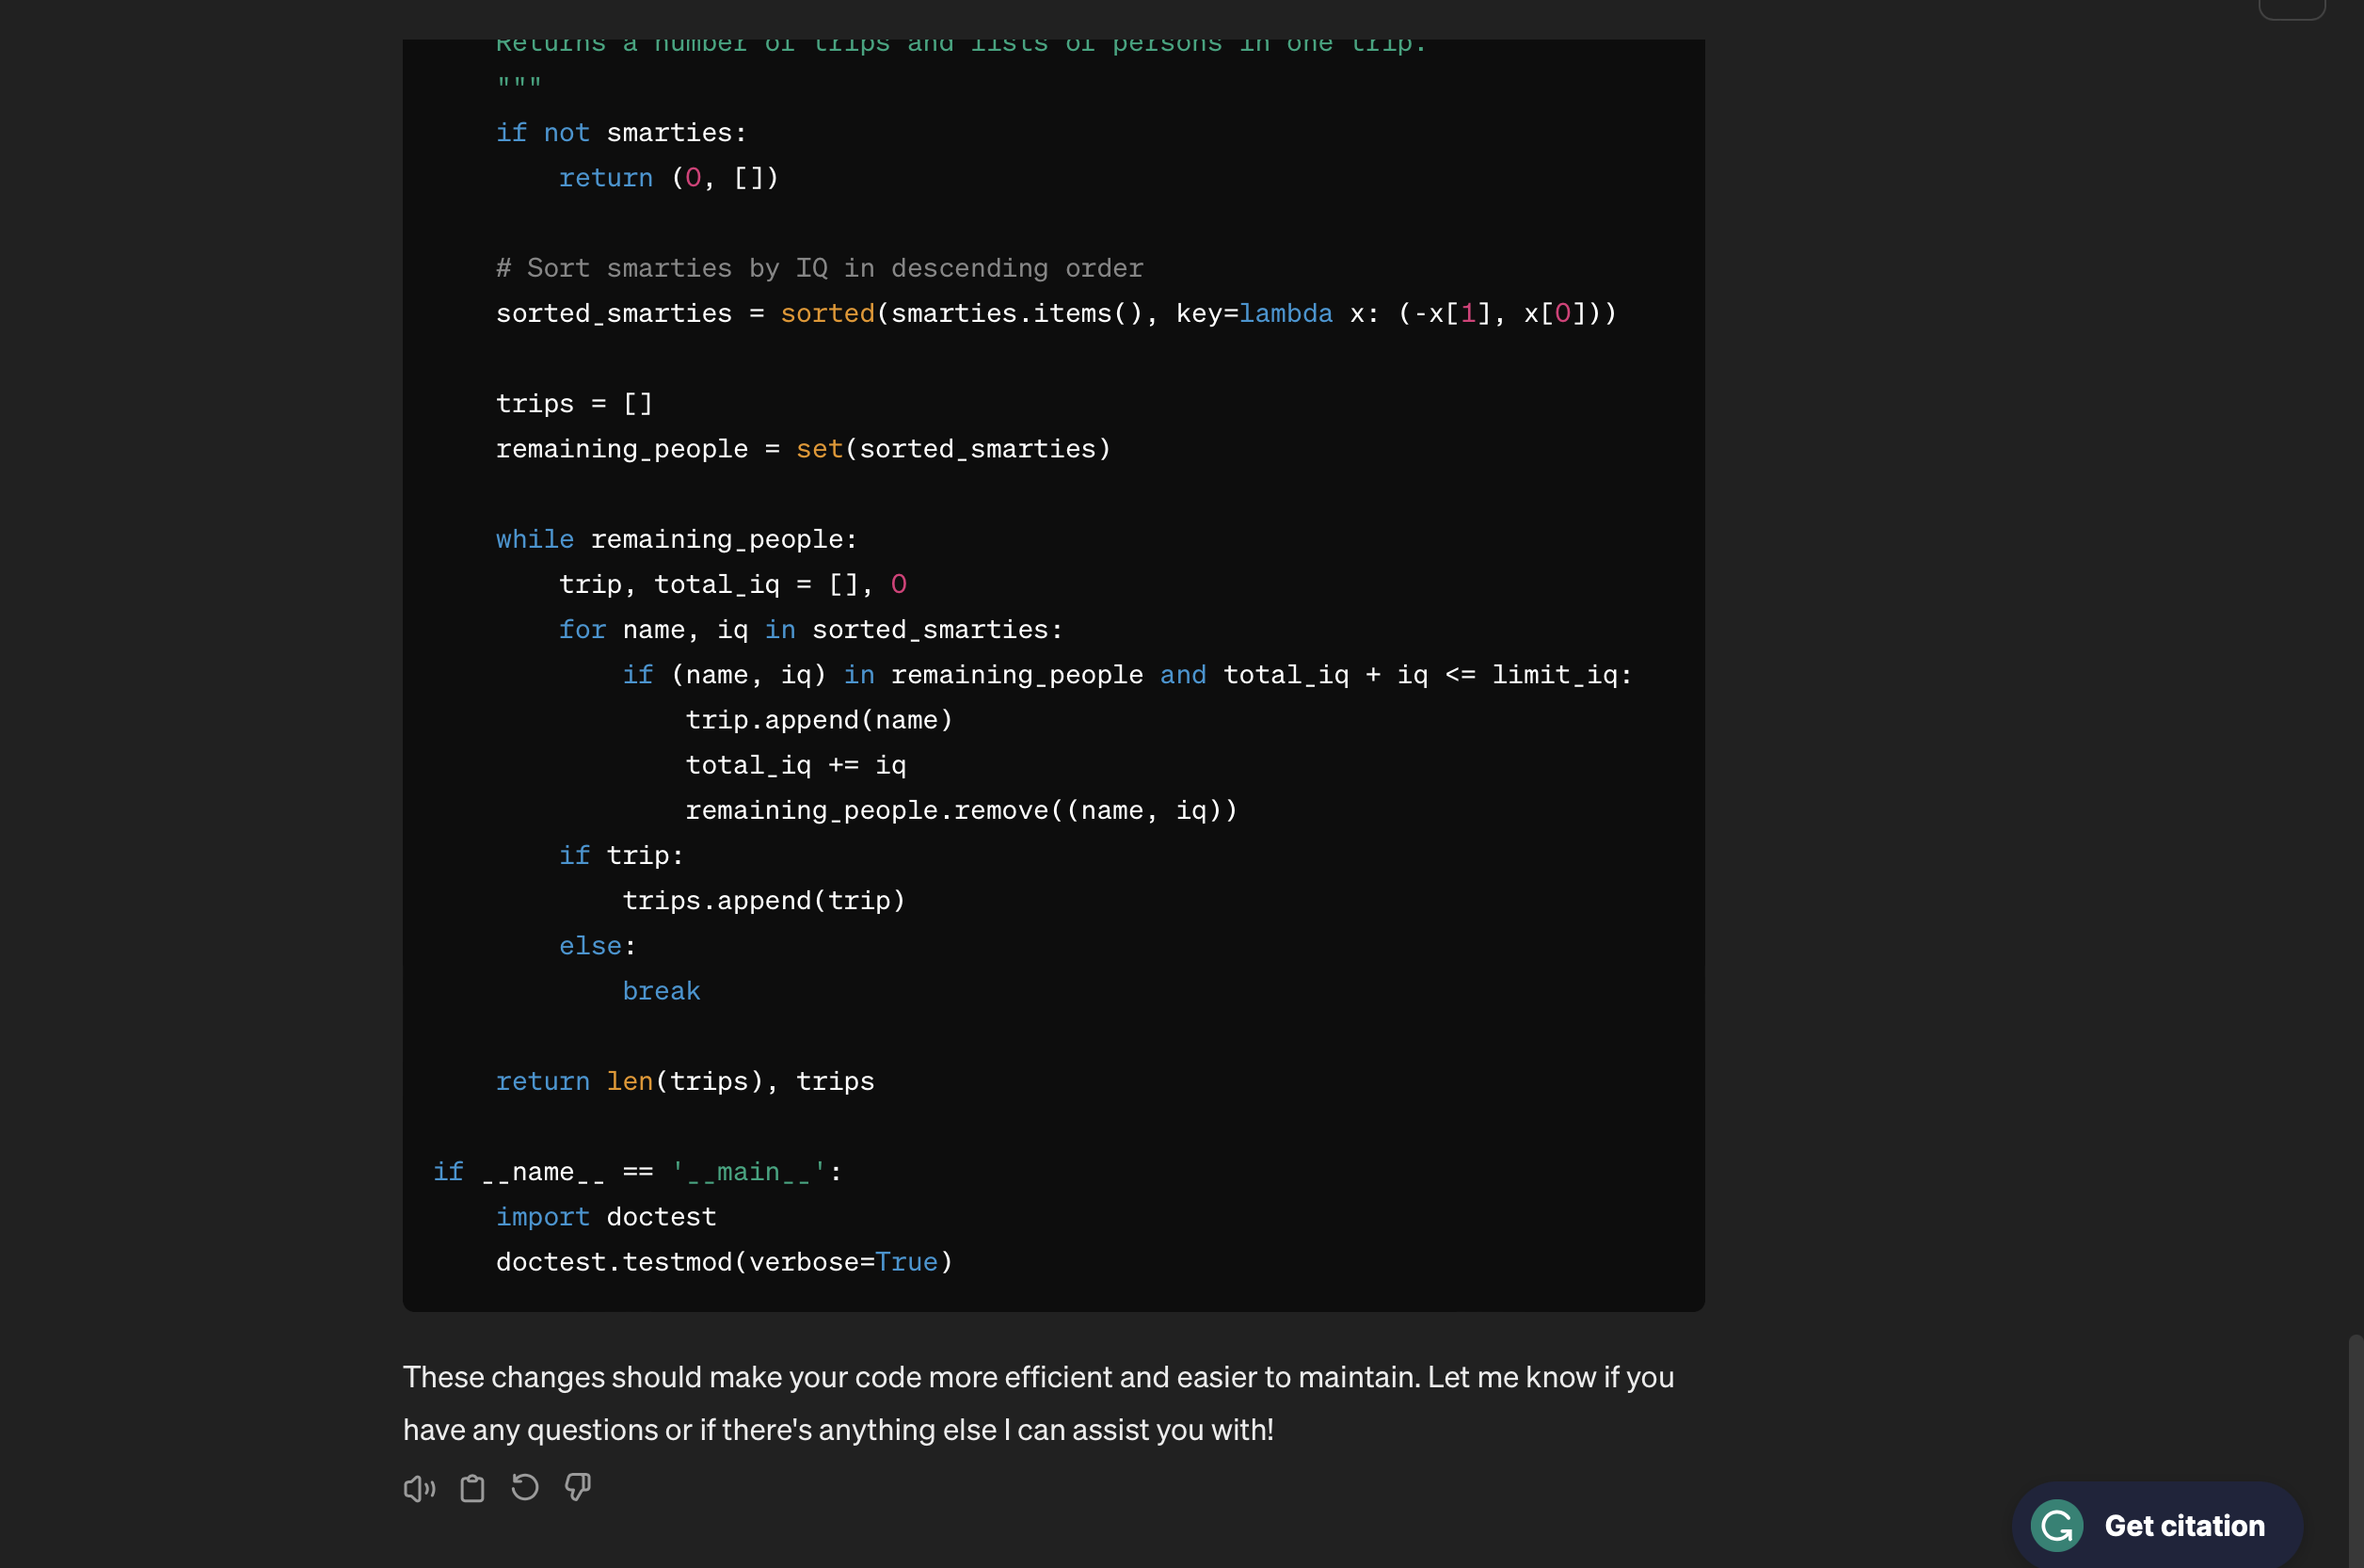 Returns a number of trips and lists of persons in one trip.
"""
if not smarties:
return (0, [])
# Sort smarties by IQ in descending order
sorted_smarties = sorted(smarties.items(), key=lambda x: (-x[1], x[0]))
trips = []
remaining_people = set(sorted_smarties)
while remaining_people:
trip, total_iq = [], 0
for name, iq in sorted_smarties:
if (name, iq) in remaining_people and total_iq + iq <= limit_iq:
trip.append(name)
total_iq += iq
remaining_people.remove((name, iq))
if trip:
trips.append(trip)
else:
break
return len(trips), trips
if __name__ == '__main__':
import doctest
doctest.testmod(verbose=True)
These changes should make your code more efficient and easier to maintain. Let me know if you
have any questions or if there's anything else I can assist you with!
Get citation